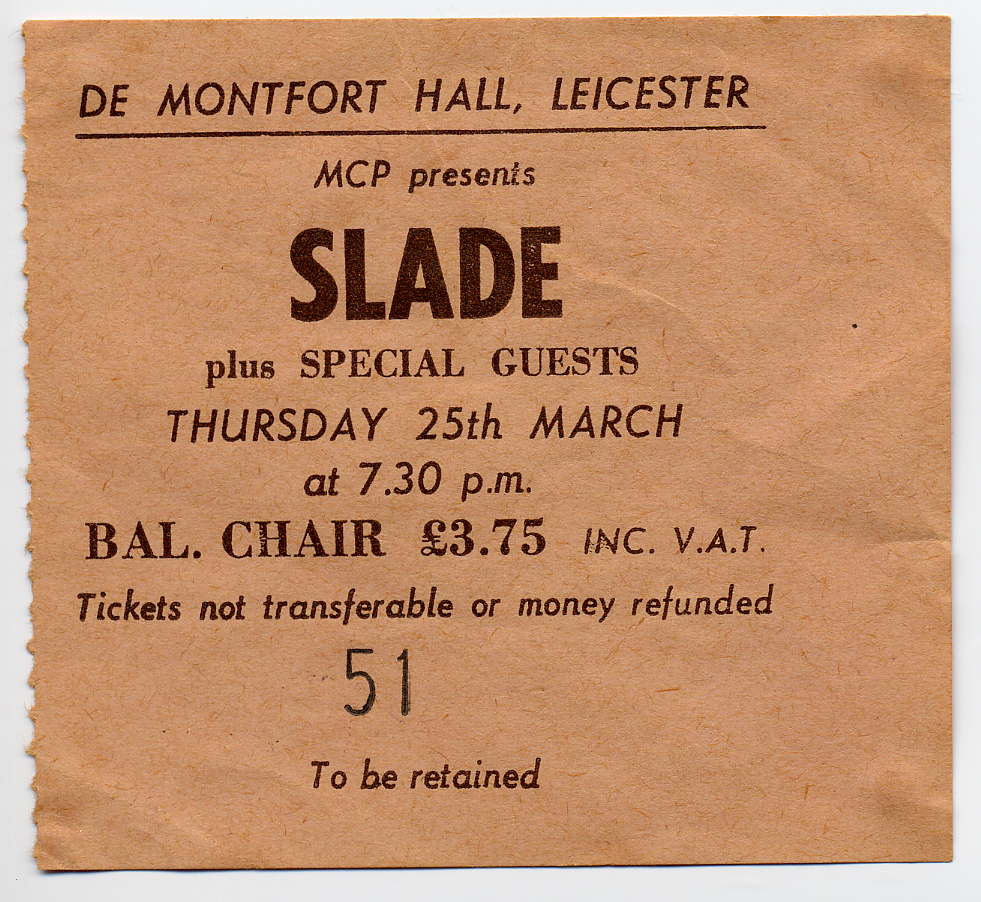 DE MONTFORT HALL, LEICESTER
MCP presents
SLADE
plus SPECIAL GUESTS
THURSDAY 25th MARCH
at 7.30 p.m.
BAL. CHAIR £3.75 INC. V.A.T.
Tickets not transferable or money refunded
51
To be retained